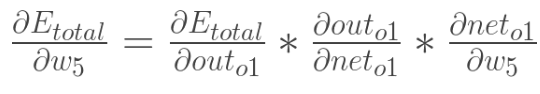 ∂E_total/∂w_5 = ∂E_total/∂out_o1 * ∂out_o1/∂net_o1 * ∂net_o1/∂w_5